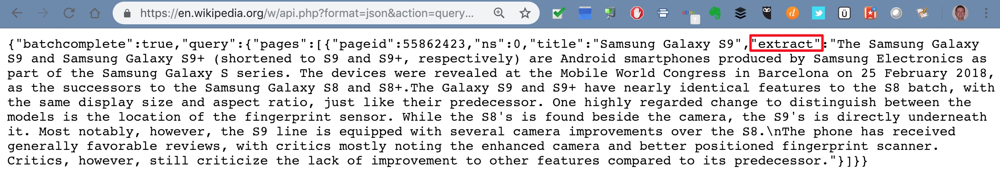 https://en.wikipedia.org/w/api.php?format=json&action=query...
ebay
?
d
Ü
{"batchcomplete":true,"query":{"pages":[{"pageid":55862423,"ns":0,"title":"Samsung Galaxy S9","extract":"The Samsung Galaxy
S9 and Samsung Galaxy S9+ (shortened to S9 and S9+, respectively) are Android smartphones produced by Samsung Electronics as
part of the Samsung Galaxy S series. The devices were revealed at the Mobile World Congress in Barcelona on 25 February 2018,
as the successors to the Samsung Galaxy S8 and S8+.The Galaxy S9 and S9+ have nearly identical features to the S8 batch, with
the same display size and aspect ratio, just like their predecessor. One highly regarded change to distinguish between the
models is the location of the fingerprint sensor. While the S8's is found beside the camera, the S9's is directly underneath
it. Most notably, however, the S9 line is equipped with several camera improvements over the S8.\nThe phone has received
generally favorable reviews, with critics mostly noting the enhanced camera and better positioned fingerprint scanner.
Critics, however, still criticize the lack of improvement to other features compared to its predecessor."}]}}